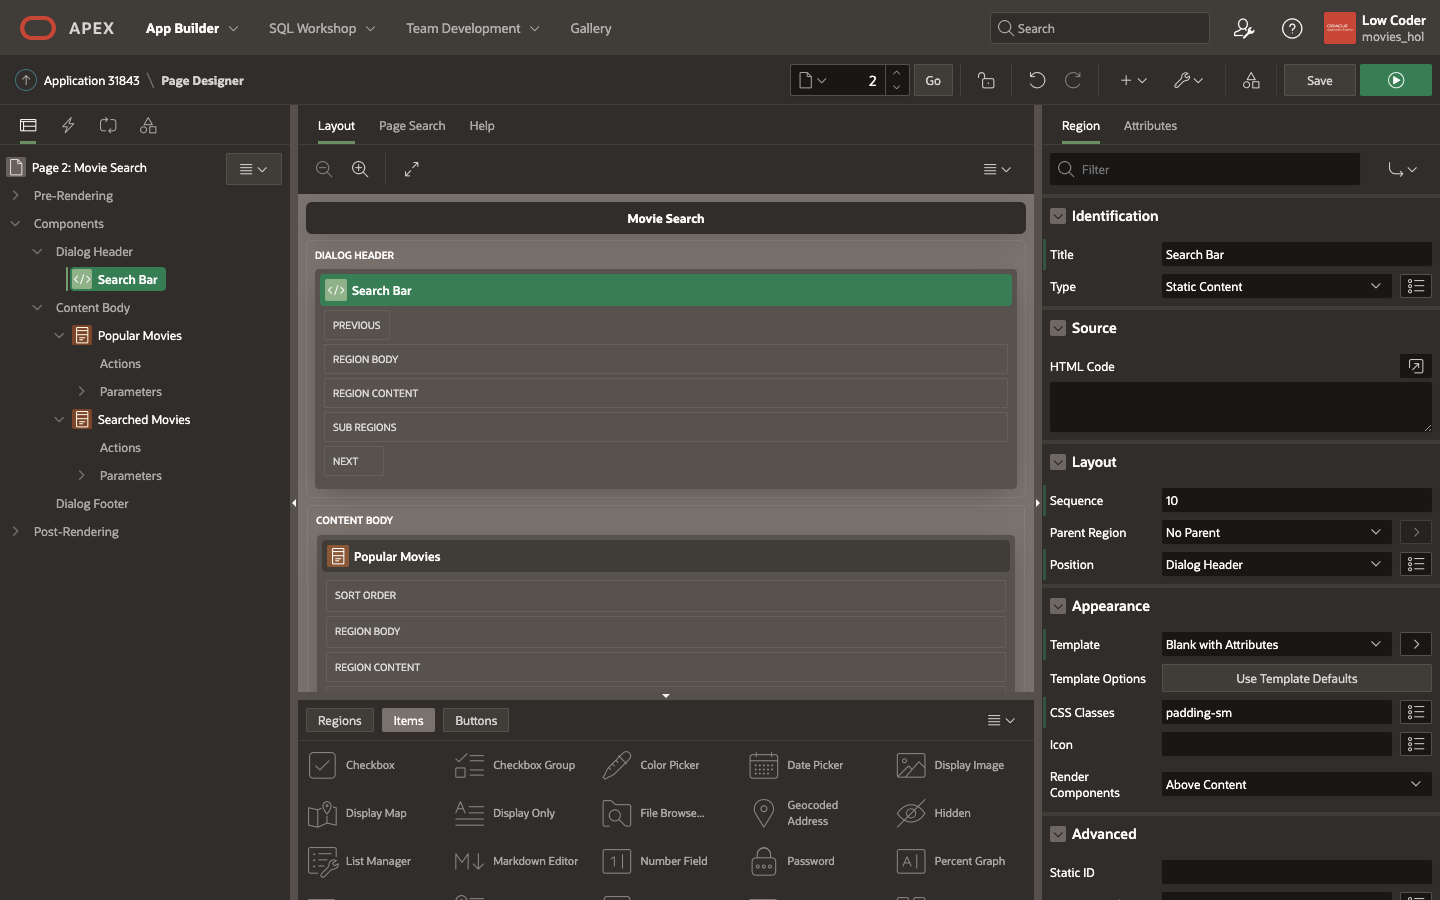 APEX
App Builder
SQL Workshop
Team Development
Gallery
Search
Low Coder
movies_hol
Application 31843 \ Page Designer
2
Go
Save
Layout
Page Search
Help
Region
Attributes
Page 2: Movie Search
Pre-Rendering
Components
Dialog Header
Search Bar
Content Body
Popular Movies
Actions
Parameters
Searched Movies
Actions
Parameters
Dialog Footer
Post-Rendering
Movie Search
DIALOG HEADER
Search Bar
PREVIOUS
REGION BODY
REGION CONTENT
SUB REGIONS
NEXT
CONTENT BODY
Popular Movies
SORT ORDER
REGION BODY
REGION CONTENT
Regions
Items
Buttons
Checkbox
Checkbox Group
Color Picker
Date Picker
Display Image
Display Map
Display Only
File Browse...
Geocoded
Address
Hidden
List Manager
Markdown Editor
Number Field
Password
Percent Graph
Filter
Identification
Title
Search Bar
Type
Static Content
Source
HTML Code
Layout
Sequence
10
Parent Region
No Parent
Position
Dialog Header
Appearance
Template
Blank with Attributes
Template Options
Use Template Defaults
CSS Classes
padding-sm
Icon
Render
Components
Above Content
Advanced
Static ID